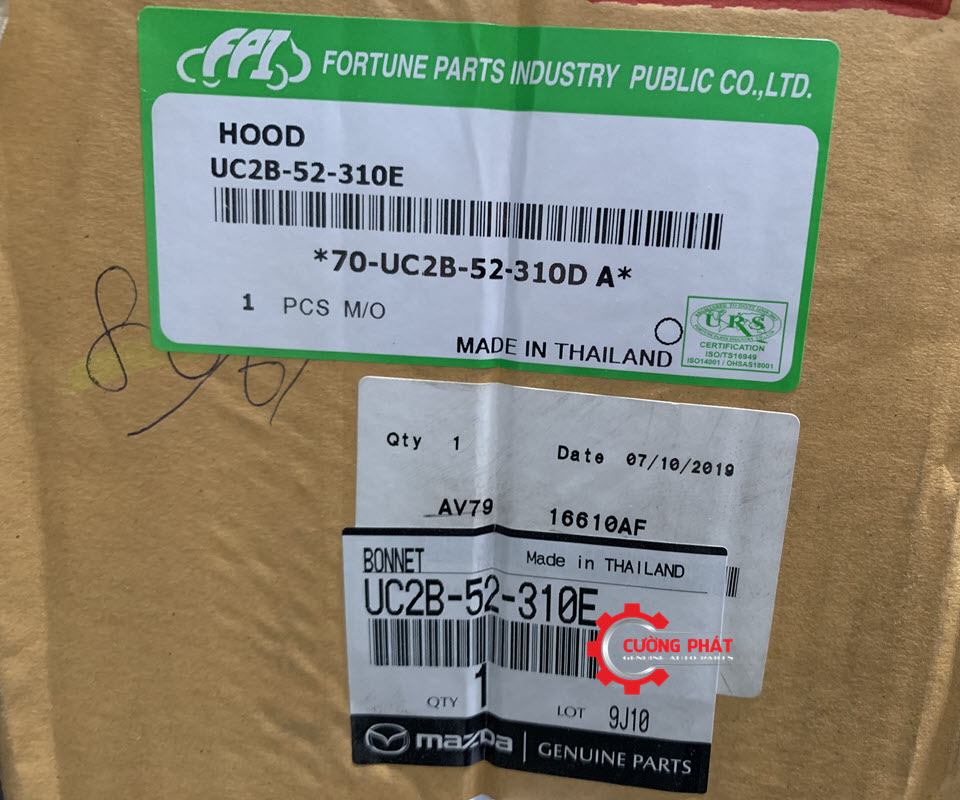 FPI FORTUNE PARTS INDUSTRY PUBLIC CO.,LTD.
HOOD
UC2B-52-310E
*70-UC2B-52-310D A*
1 PCS M/O
MADE IN THAILAND
URS
CERTIFICATION
ISO/TS16949
ISO14001 / OHSAS18001
Qty 1 Date 07/10/2019
AV79 16610AF
BONNET Made in THAILAND
UC2B-52-310E
CƯỜNG PHÁT
GENUINE AUTO PARTS
QTY 1 LOT 9J10
mazda GENUINE PARTS